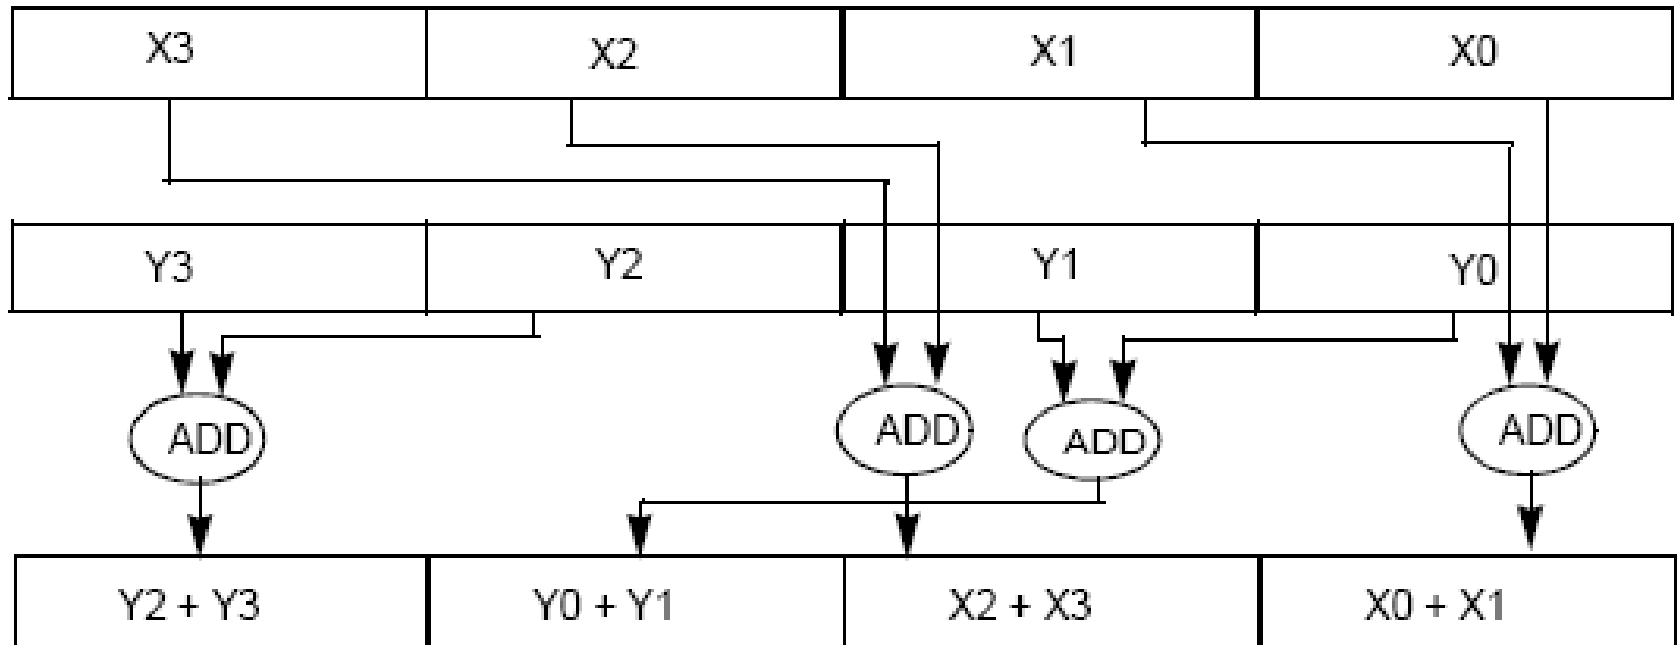 X3 X2 X1 X0
Y3 Y2 Y1 Y0
ADD ADD ADD ADD
Y2 + Y3 Y0 + Y1 X2 + X3 X0 + X1